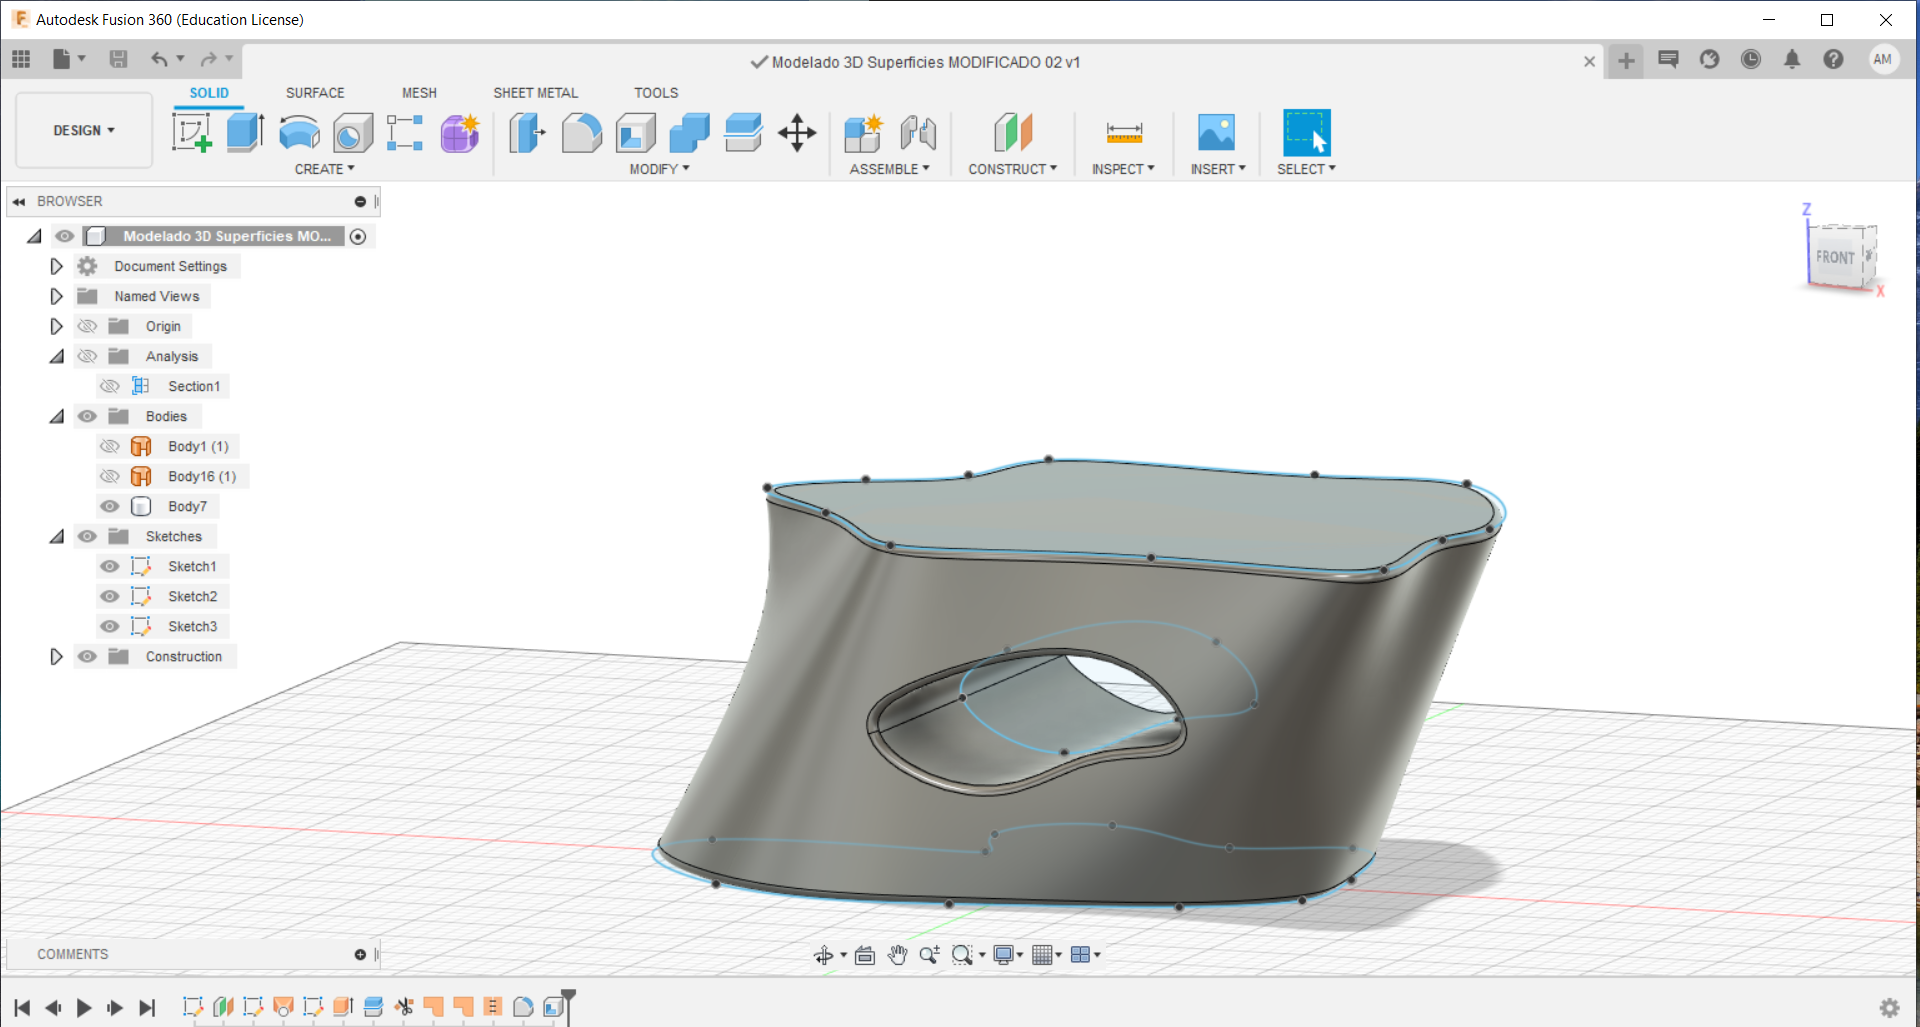 Autodesk Fusion 360 (Education License)
Modelado 3D Superficies MODIFICADO 02 v1
AM
SOLID SURFACE MESH SHEET METAL TOOLS
DESIGN
CREATE MODIFY ASSEMBLE CONSTRUCT INSPECT INSERT SELECT
BROWSER
Modelado 3D Superficies MO...
Document Settings
Named Views
Origin
Analysis
Section1
Bodies
Body1 (1)
Body16 (1)
Body7
Sketches
Sketch1
Sketch2
Sketch3
Construction
Z
FRONT
X
COMMENTS